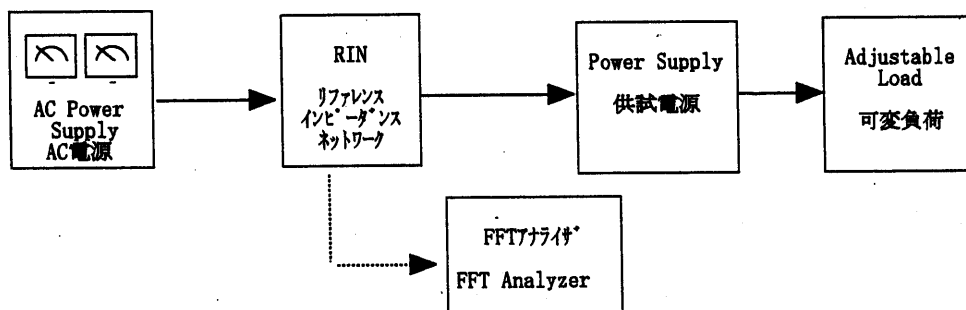 AC Power
Supply
AC電源
RIN
リファレンス
インピーダンス
ネットワーク
Power Supply
供試電源
Adjustable
Load
可変負荷
FFTアナライザ
FFT Analyzer